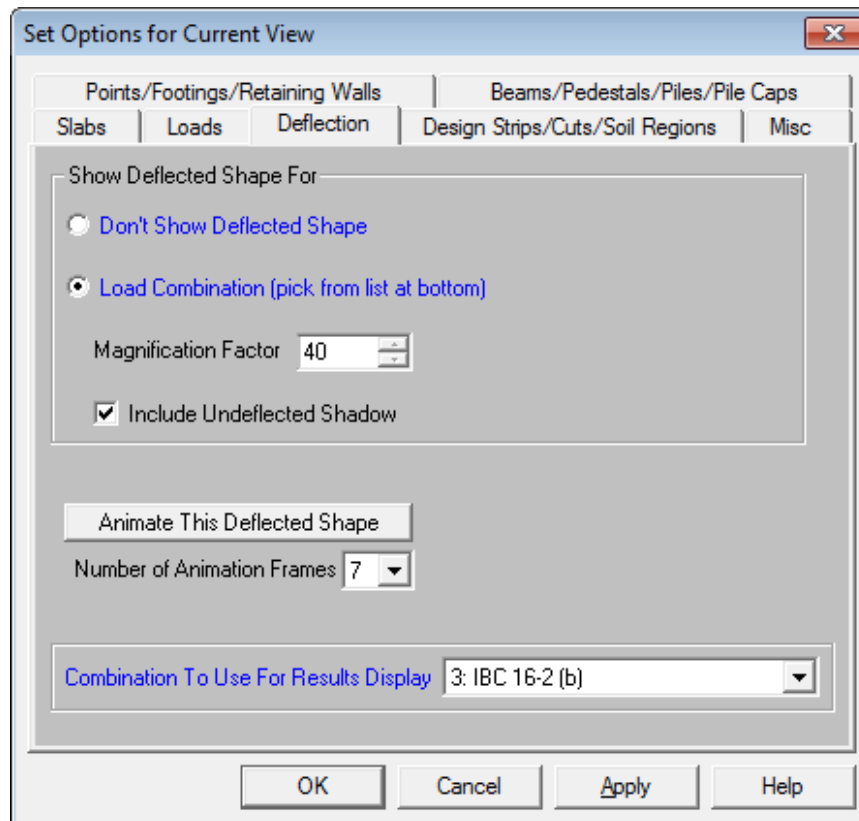 Set Options for Current View
Points/Footings/Retaining Walls Beams/Pedestals/Piles/Pile Caps
Slabs Loads Deflection Design Strips/Cuts/Soil Regions Misc
Show Deflected Shape For
Don't Show Deflected Shape
Load Combination (pick from list at bottom)
Magnification Factor 40
Include Undeflected Shadow
Animate This Deflected Shape
Number of Animation Frames 7
Combination To Use For Results Display 3: IBC 16-2 (b)
OK Cancel Apply Help